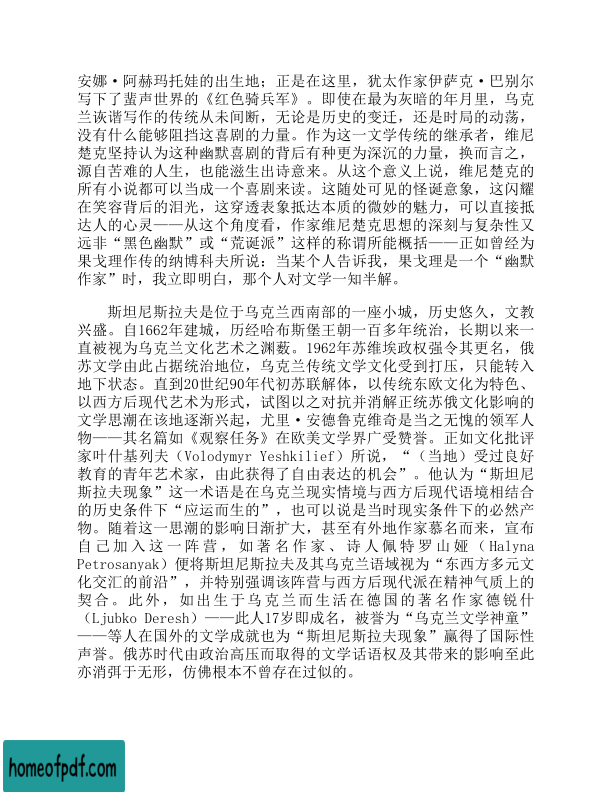 安娜·阿赫玛托娃的出生地；正是在这里，犹太作家伊萨克·巴别尔
写下了蜚声世界的《红色骑兵军》。即使在最为灰暗的年月里，乌克
兰诙谐写作的传统从未间断，无论是历史的变迁，还是时局的动荡，
没有什么能够阻挡这喜剧的力量。作为这一文学传统的继承者，维尼
楚克坚持认为这种幽默喜剧的背后有种更为深沉的力量，换而言之，
源自苦难的人生，也能滋生出诗意来。从这个意义上说，维尼楚克的
所有小说都可以当成一个喜剧来读。这随处可见的怪诞意象，这闪耀
在笑容背后的泪光，这穿透表象抵达本质的微妙的魅力，可以直接抵
达人的心灵——从这个角度看，作家维尼楚克思想的深刻与复杂性又
远非“黑色幽默”或“荒诞派”这样的称谓所能概括——正如曾经为
果戈理作传的纳博科夫所说：当某个人告诉我，果戈理是一个“幽默
作家”时，我立即明白，那个人对文学一知半解。
斯坦尼斯拉夫是位于乌克兰西南部的一座小城，历史悠久，文教
兴盛。自1662年建城，历经哈布斯堡王朝一百多年统治，长期以来一
直被视为乌克兰文化艺术之渊薮。1962年苏维埃政权强令其更名，俄
苏文学由此占据统治地位，乌克兰传统文学文化受到打压，只能转入
地下状态。直到20世纪90年代初苏联解体，以传统东欧文化为特色、
以西方后现代艺术为形式，试图以之对抗并消解正统苏俄文化影响的
文学思潮在该地逐渐兴起，尤里·安德鲁克维奇是当之无愧的领军人
物——其名篇如《观察任务》在欧美文学界广受赞誉。正如文化批评
家叶什基列夫（Volodymyr Yeshkilief）所说，“（当地）受过良好
教育的青年艺术家，由此获得了自由表达的机会”。他认为“斯坦尼
斯拉夫现象”这一术语是在乌克兰现实情境与西方后现代语境相结合
的历史条件下“应运而生的”，也可以说是当时现实条件下的必然产
物。随着这一思潮的影响日渐扩大，甚至有外地作家慕名而来，宣布
自己加入这一阵营，如著名作家、诗人佩特罗山娅（Halyna
Petrosanyak）便将斯坦尼斯拉夫及其乌克兰语域视为“东西方多元文
化交汇的前沿”，并特别强调该阵营与西方后现代派在精神气质上的
契合。此外，如出生于乌克兰而生活在德国的著名作家德锐什
（Ljubko Deresh）——此人17岁即成名，被誉为“乌克兰文学神童”
——等人在国外的文学成就也为“斯坦尼斯拉夫现象”赢得了国际性
声誉。俄苏时代由政治高压而取得的文学话语权及其带来的影响至此
亦消弭于无形，仿佛根本不曾存在过似的。
homeofpdf.com